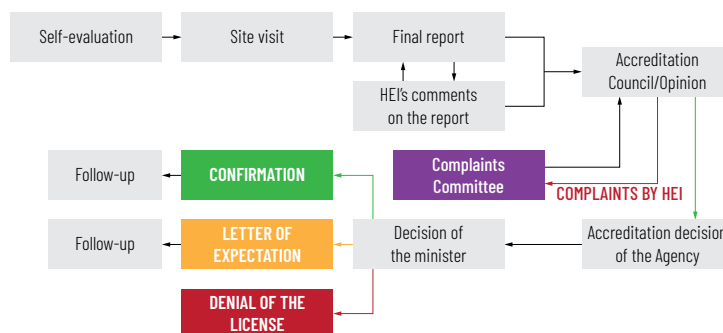 Self-evaluation
Site visit
Final report
Accreditation
Council/Opinion
HEI's comments
on the report
Follow-up
CONFIRMATION
Complaints
Committee
COMPLAINTS BY HEI
Follow-up
LETTER OF
EXPECTATION
Decision of
the minister
Accreditation decision
of the Agency
DENIAL OF THE
LICENSE